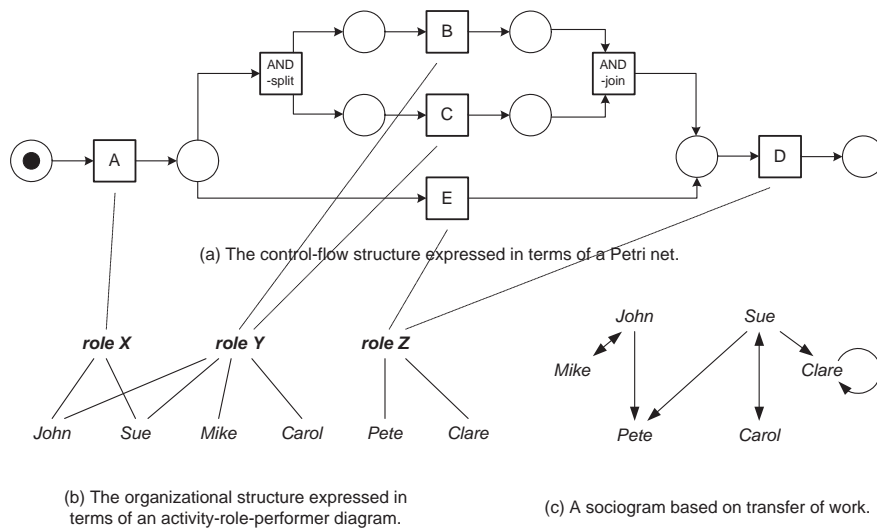 B
AND
-split
AND
-join
C
A
D
E
(a) The control-flow structure expressed in terms of a Petri net.
John
Sue
role X
role Y
role Z
Mike
Clare
John
Sue
Mike
Carol
Pete
Clare
Pete
Carol
(b) The organizational structure expressed in
terms of an activity-role-performer diagram.
(c) A sociogram based on transfer of work.